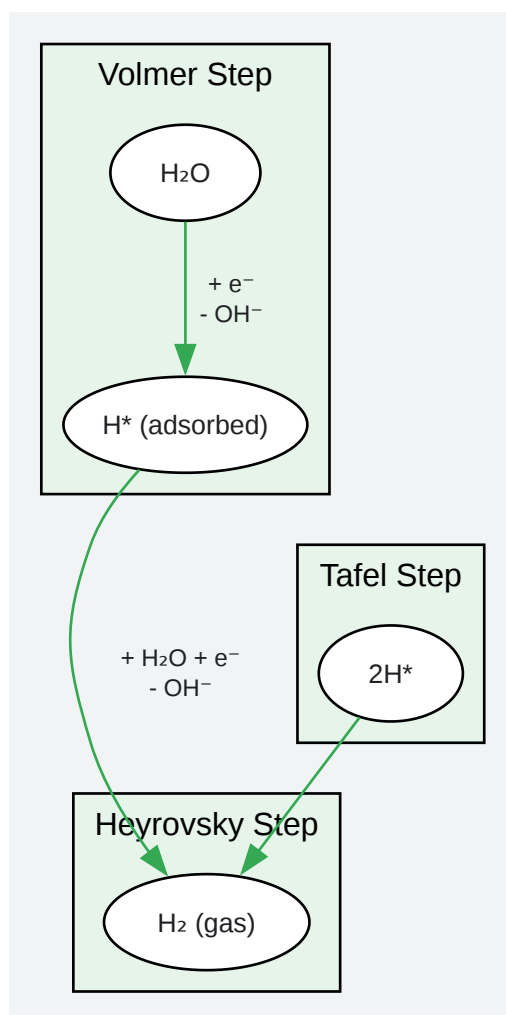 Volmer Step
H₂O
+ e⁻
- OH⁻
H* (adsorbed)
Tafel Step
2H*
+ H₂O + e⁻
- OH⁻
Heyrovsky Step
H₂ (gas)